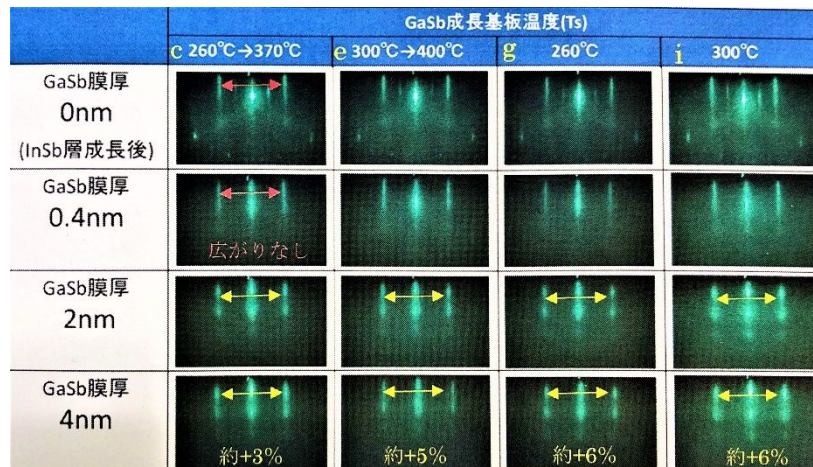 GaSb成長基板温度(Ts)
c 260℃→370℃ e 300℃→400℃ g 260℃ i 300℃
GaSb膜厚
0nm
(InSb層成長後)
GaSb膜厚
0.4nm
広がりなし
GaSb膜厚
2nm
GaSb膜厚
4nm
約+3% 約+5% 約+6% 約+6%